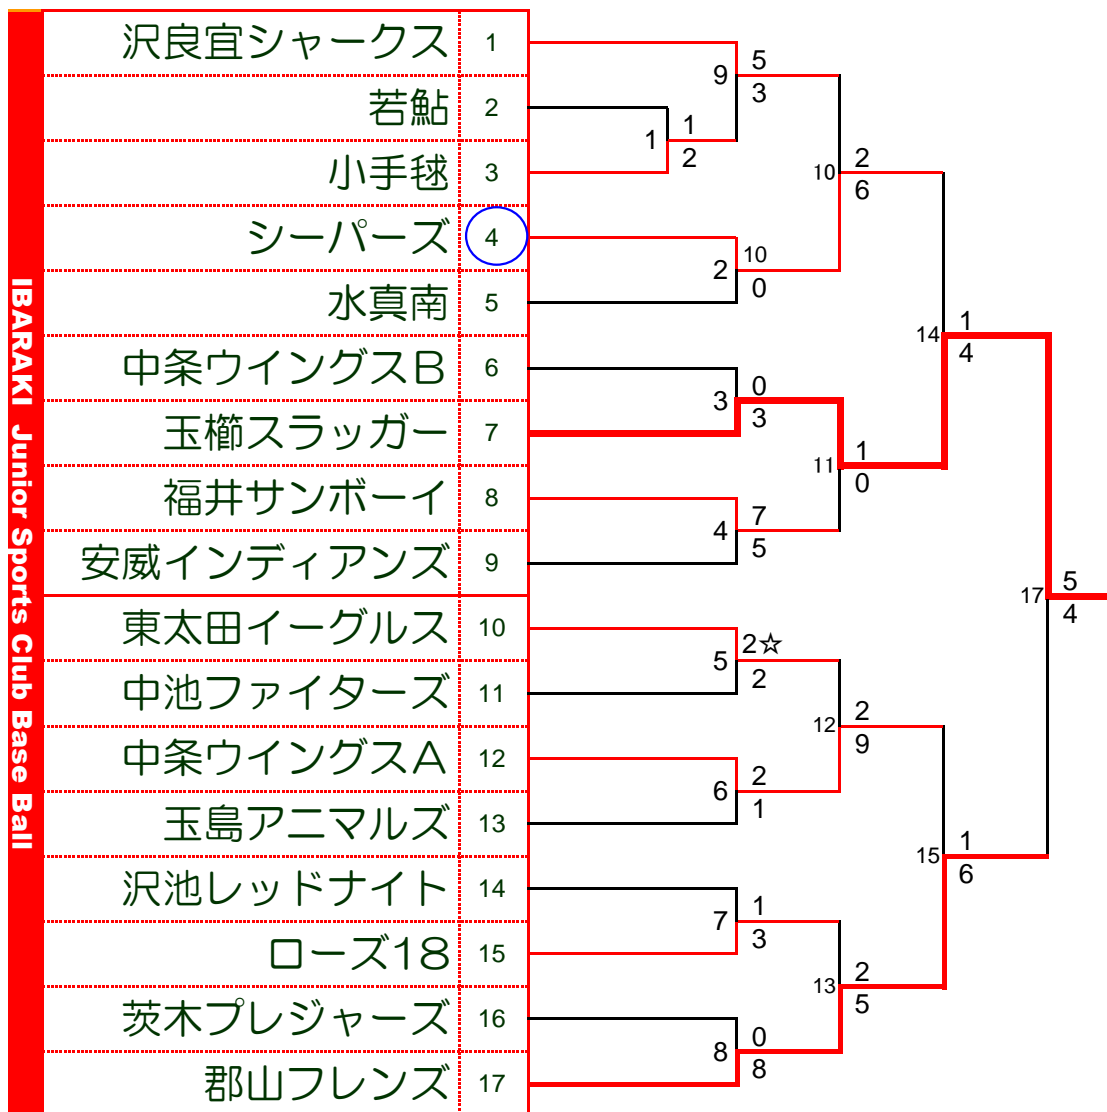 IBARAKI Junior Sports Club Base Ball
沢良宜シャークス 1
若鮎 2
小手毬 3
シーパーズ 4
水真南 5
中条ウイングスB 6
玉櫛スラッガー 7
福井サンボーイ 8
安威インディアンズ 9
東太田イーグルス 10
中池ファイターズ 11
中条ウイングスA 12
玉島アニマルズ 13
沢池レッドナイト 14
ローズ18 15
茨木プレジャーズ 16
郡山フレンズ 17
1
1
2
9
5
3
2
10
0
3
0
3
4
7
5
5
2☆
2
6
2
1
7
1
3
8
0
8
10
2
6
11
1
0
12
2
9
13
2
5
14
1
4
15
1
6
17
5
4